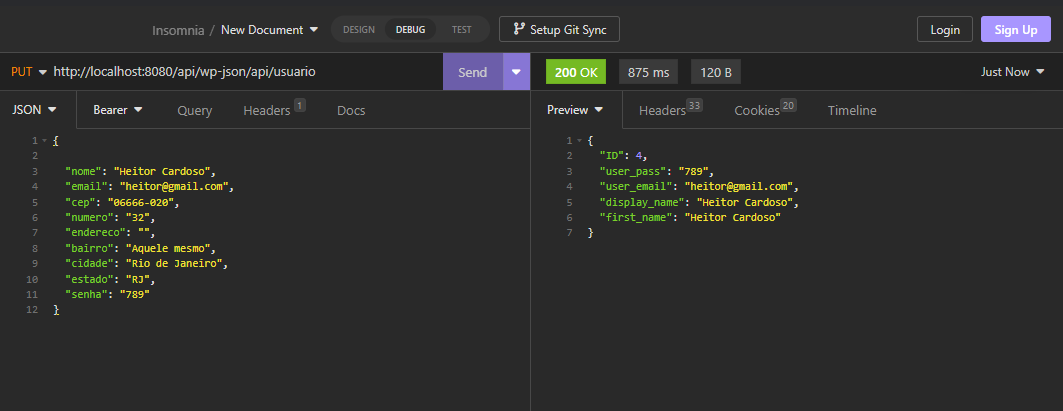 Insomnia / New Document DESIGN DEBUG TEST Setup Git Sync Login Sign Up
PUT http://localhost:8080/api/wp-json/api/usuario Send 200 OK 875 ms 120 B Just Now
JSON Bearer Query Headers 1 Docs
Preview Headers 33 Cookies 20 Timeline
1 {
2
3 "nome": "Heitor Cardoso",
4 "email": "heitor@gmail.com",
5 "cep": "06666-020",
6 "numero": "32",
7 "endereco": "",
8 "bairro": "Aquele mesmo",
9 "cidade": "Rio de Janeiro",
10 "estado": "RJ",
11 "senha": "789"
12 }
1 {
2 "ID": 4,
3 "user_pass": "789",
4 "user_email": "heitor@gmail.com",
5 "display_name": "Heitor Cardoso",
6 "first_name": "Heitor Cardoso"
7 }